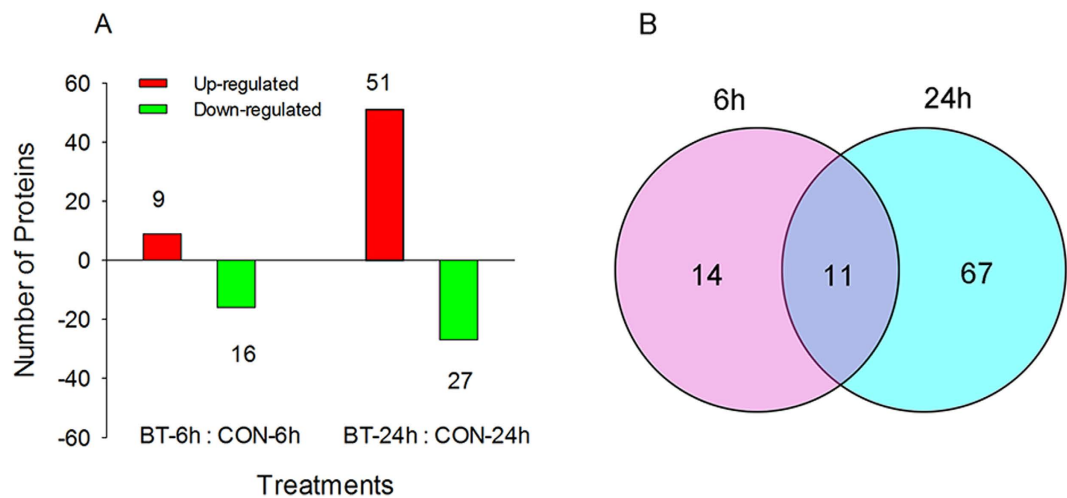 A
B
60
40
20
0
-20
-40
-60
Number of Proteins
Up-regulated
Down-regulated
9
16
51
27
BT-6h : CON-6h
BT-24h : CON-24h
Treatments
6h
24h
14
11
67